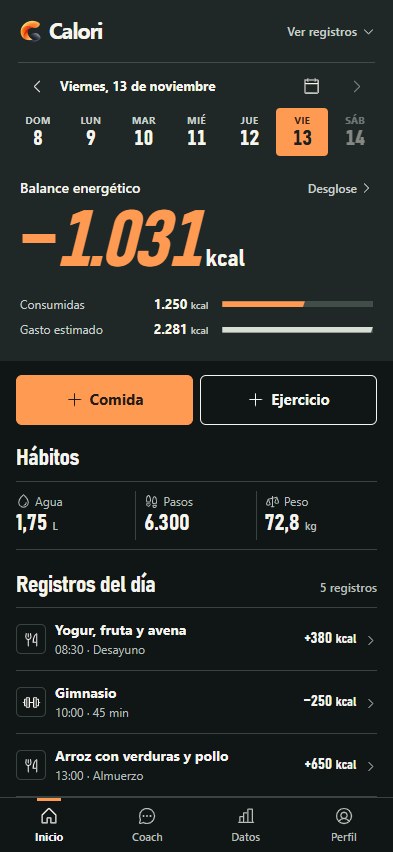 Calori
Ver registros
Viernes, 13 de noviembre
DOM LUN MAR MIÉ JUE VIE SÁB
8 9 10 11 12 13 14
Balance energético
Desglose
−1.031 kcal
Consumidas 1.250 kcal
Gasto estimado 2.281 kcal
+ Comida
+ Ejercicio
Hábitos
Agua Pasos Peso
1,75 L 6.300 72,8 kg
Registros del día
5 registros
Yogur, fruta y avena
08:30 · Desayuno
+380 kcal
Gimnasio
10:00 · 45 min
−250 kcal
Arroz con verduras y pollo
13:00 · Almuerzo
+650 kcal
Inicio Coach Datos Perfil